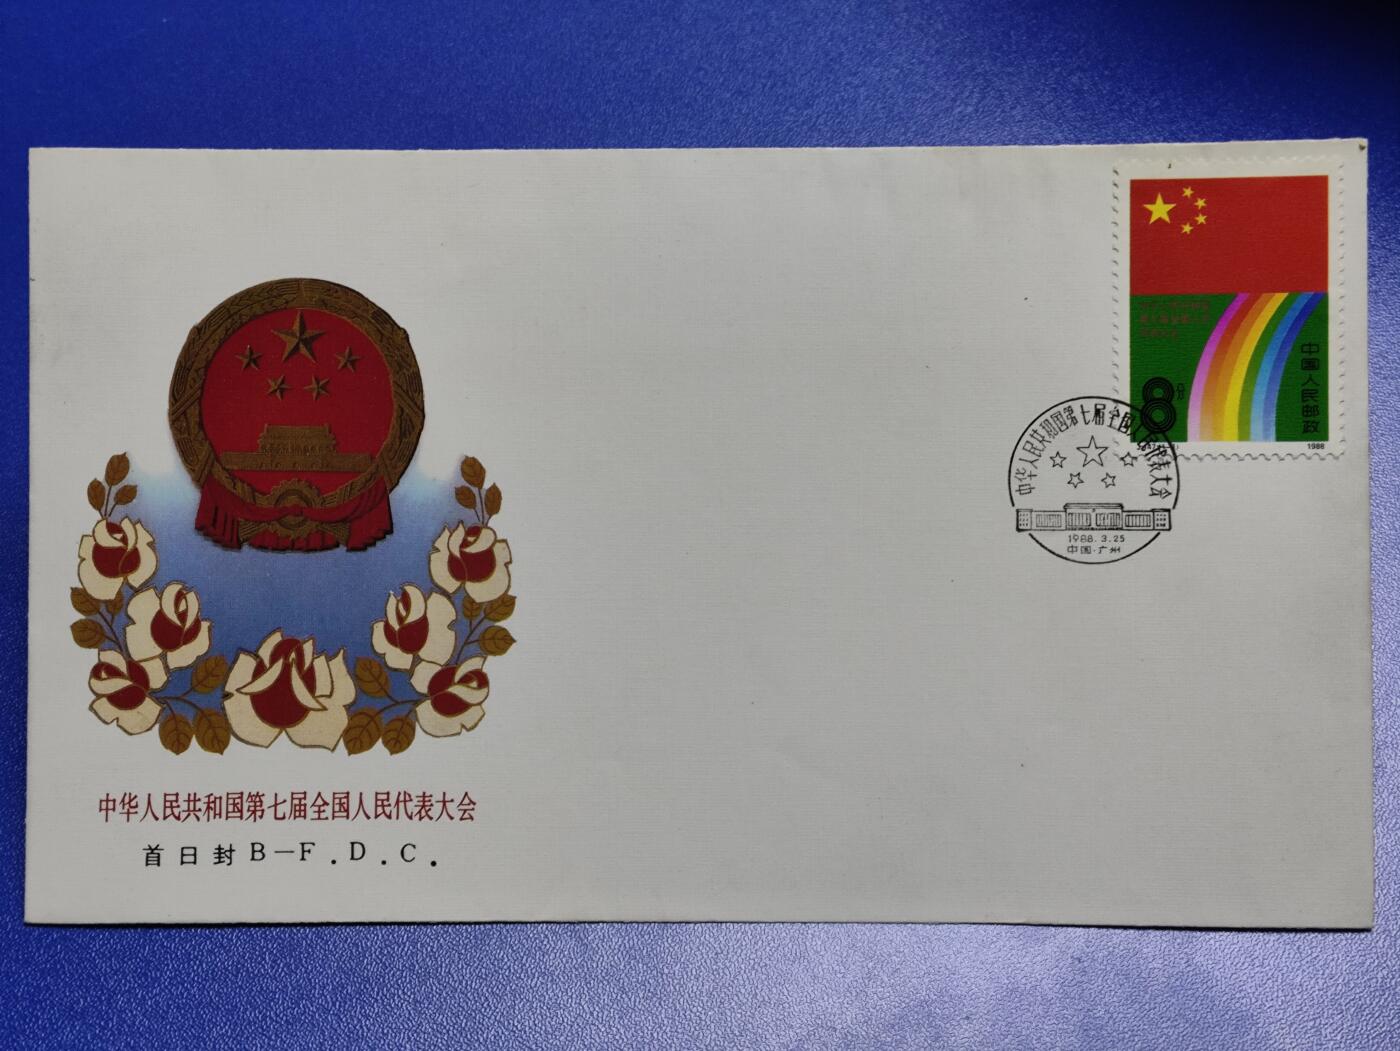 中国人民邮政
8分
1988
中华人民共和国第七届全国人民代表大会
1988.3.25
中国·广州
中华人民共和国第七届全国人民代表大会
首日封 B-F.D.C.